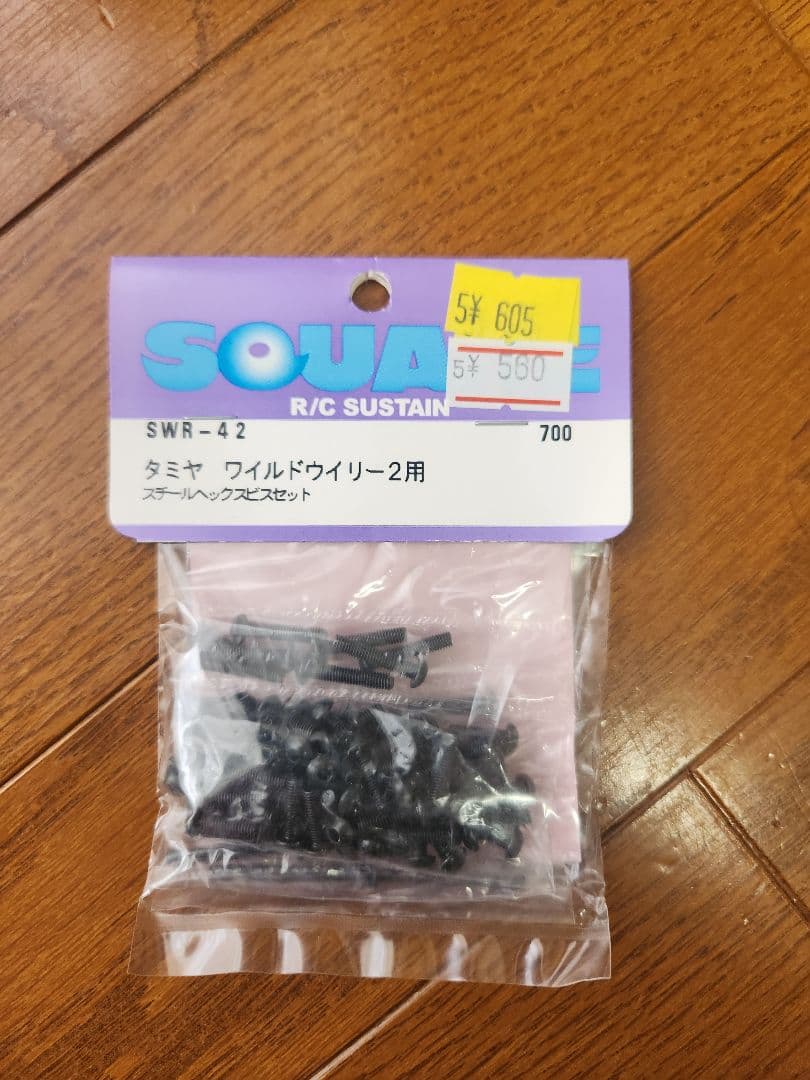 5¥ 605
SQUARE
5¥ 560
R/C SUSTAIN
SWR-42
700
タミヤ ワイルドウイリー2用
スチールヘックスビスセット